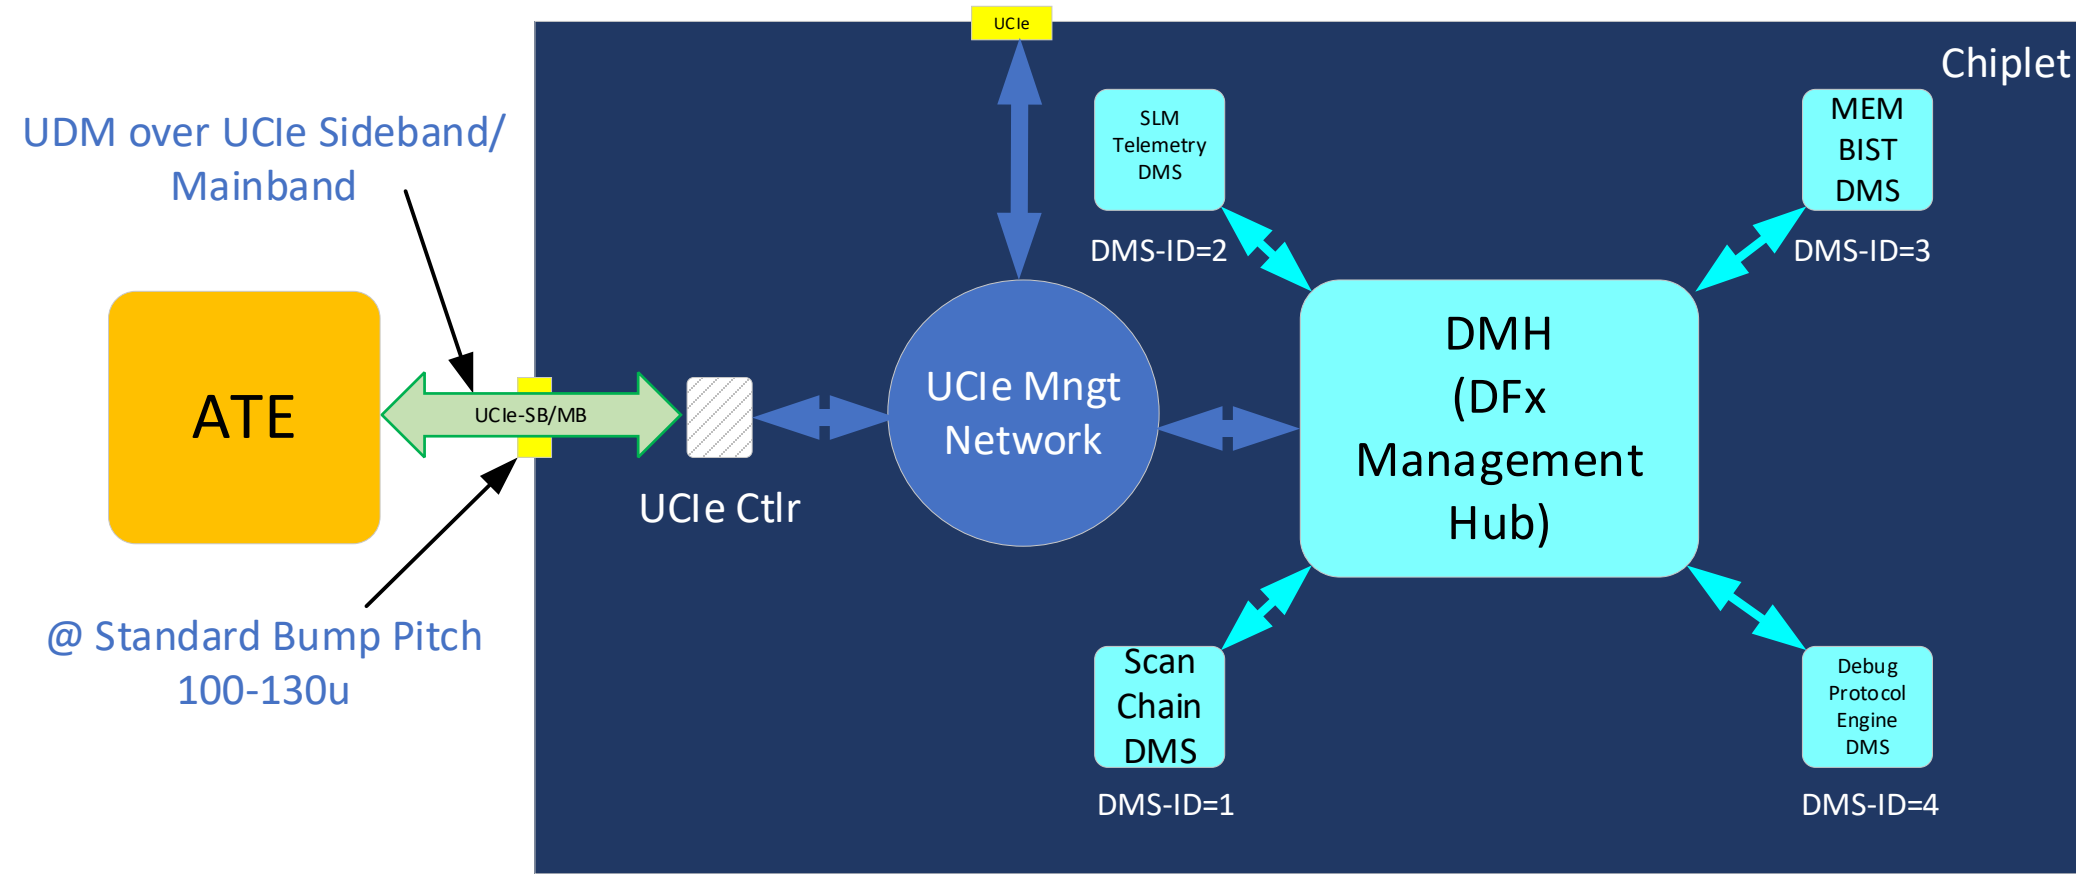 UCIe
Chiplet
UDM over UCIe Sideband/
Mainband
SLM
Telemetry
DMS
DMS-ID=2
MEM
BIST
DMS
DMS-ID=3
ATE
UCIe-SB/MB
UCIe Ctlr
UCIe Mngt
Network
DMH
(DFx
Management
Hub)
@ Standard Bump Pitch
100-130u
Scan
Chain
DMS
DMS-ID=1
Debug
Protocol
Engine
DMS
DMS-ID=4